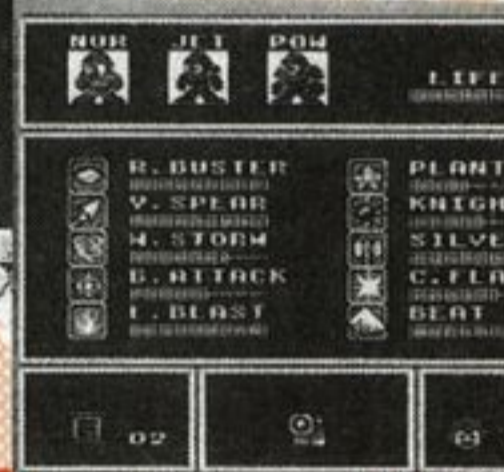 NOR JET POW
LIFE
R.BUSTER PLANT
Y.SPEAR KNIGH
W.STORM SILVE
B.ATTACK C.FLA
F.BLAST BEAT
02